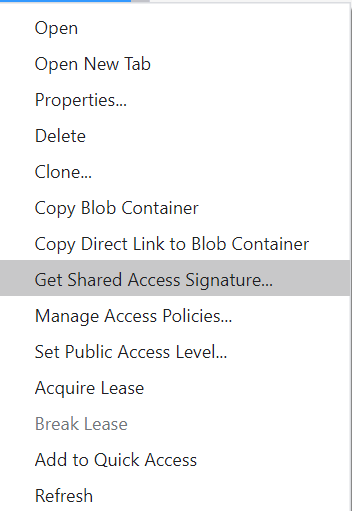 Open
Open New Tab
Properties...
Delete
Clone...
Copy Blob Container
Copy Direct Link to Blob Container
Get Shared Access Signature...
Manage Access Policies...
Set Public Access Level...
Acquire Lease
Break Lease
Add to Quick Access
Refresh